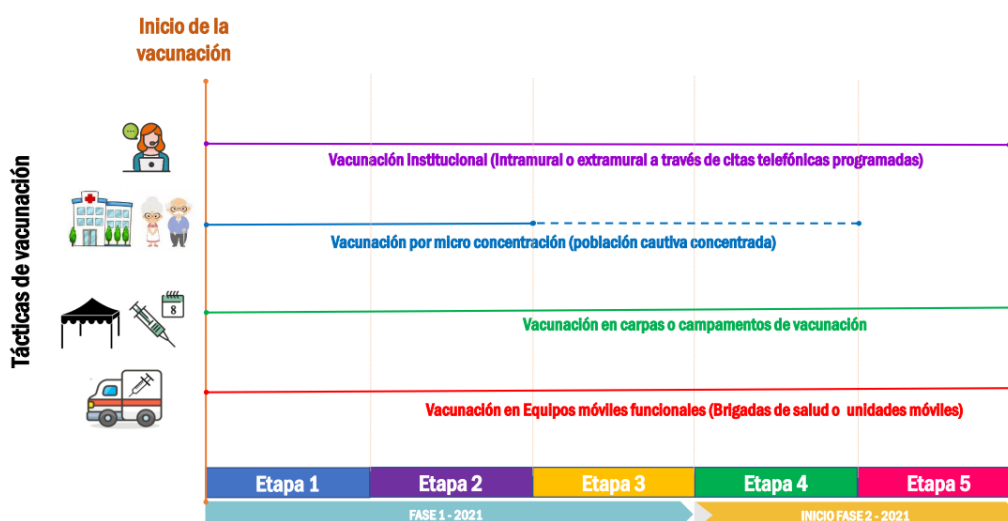 Inicio de la
vacunación
Tácticas de vacunación
Vacunación Institucional (Intramural o extramural a través de citas telefónicas programadas)
Vacunación por micro concentración (población cautiva concentrada)
8
Vacunación en carpas o campamentos de vacunación
Vacunación en Equipos móviles funcionales (Brigadas de salud o unidades móviles)
Etapa 1
Etapa 2
Etapa 3
Etapa 4
Etapa 5
FASE 1 - 2021
INICIO FASE 2 - 2021